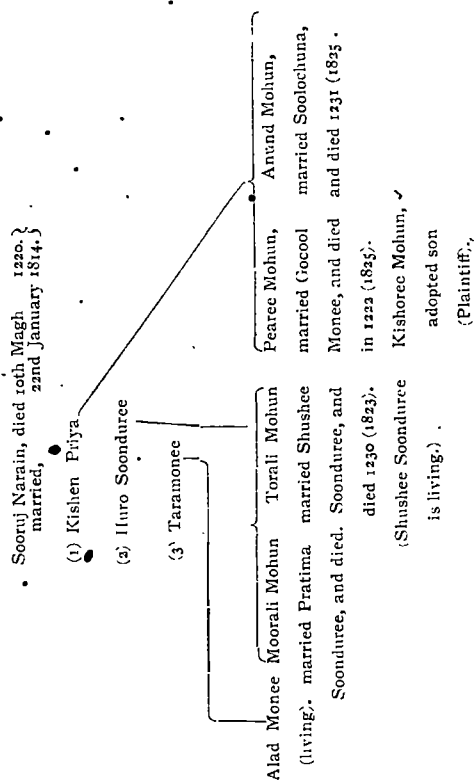 Sooruj Narain, died 10th Magh 1220. }
married, 22nd January 1814. }
(1) Kishen Priya
(2) Huro Soonduree
(3) Taramonee
Alad Monee (living).
Moorali Mohun
married Pratima
Soonduree, and died.
Torali Mohun
married Shushee
Soonduree, and
died 1230 (1823).
(Shushee Soonduree
is living.)
Pearee Mohun,
married Gocool
Monee, and died
in 1222 (1825).
Kishoree Mohun,
adopted son
(Plaintiff).
Anund Mohun,
married Soolochuna,
and died 1231 (1825.